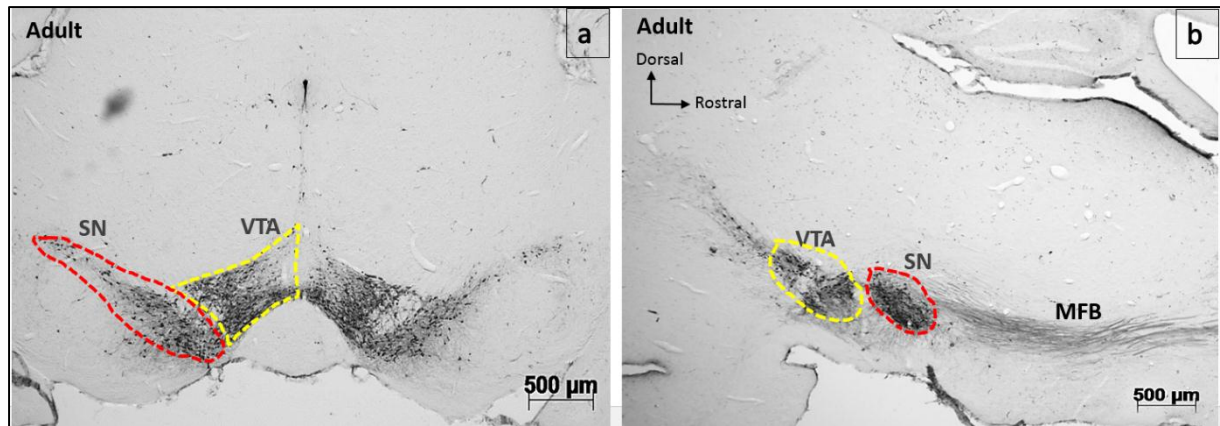 Adult
a
SN
VTA
500 µm
Adult
b
Dorsal
Rostral
VTA
SN
MFB
500 µm